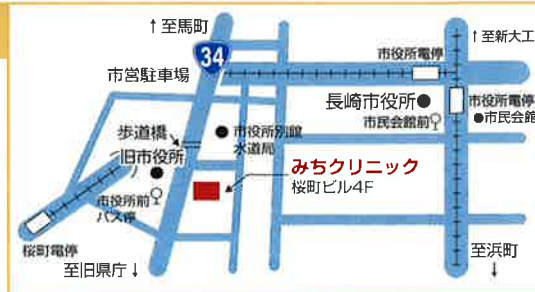 ↑至馬町
34
市営駐車場
市役所電停
↑至新大工
長崎市役所●
市民会館前
市役所電停
●市民会館
歩道橋
旧市役所
市役所別館
水道局
みちクリニック
桜町ビル4F
市役所前
バス停
桜町電停
至旧県庁↓
至浜町
↓